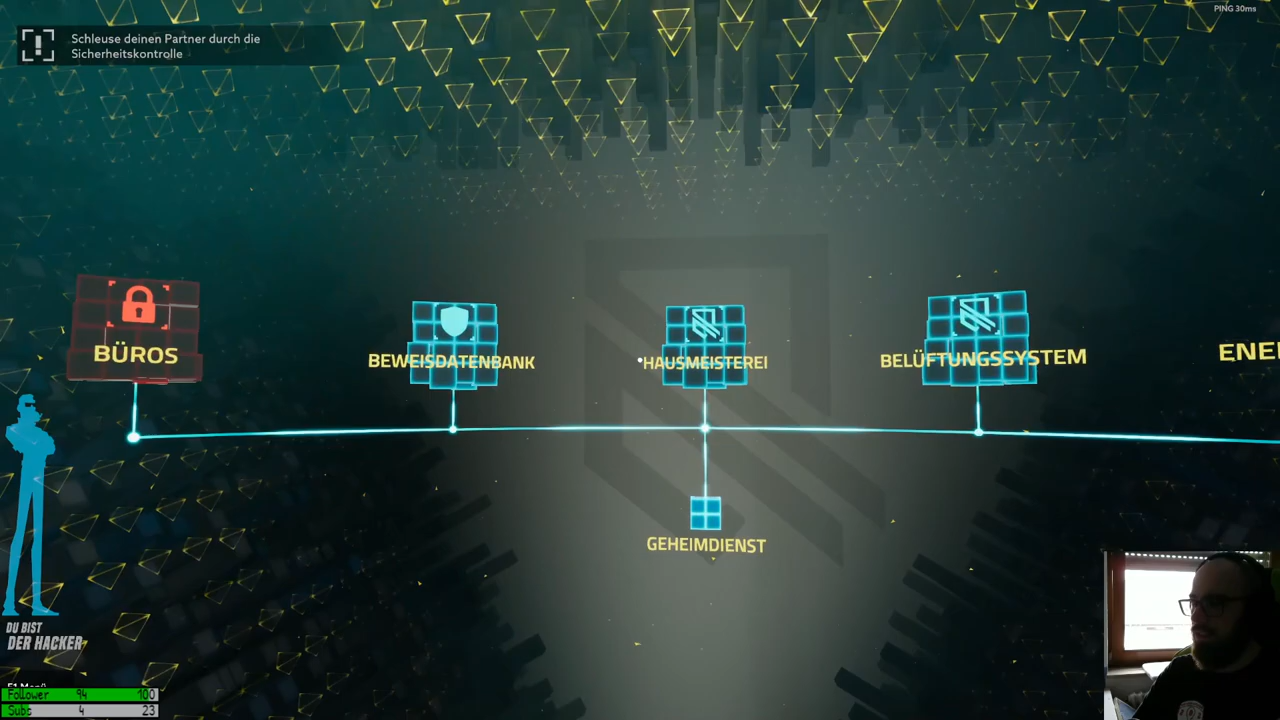 PING 30ms
Schleuse deinen Partner durch die
Sicherheitskontrolle
BÜROS
BEWEISDATENBANK
HAUSMEISTEREI
BELÜFTUNGSSYSTEM
GEHEIMDIENST
DU BIST
DER HACKER
Follower 94 100
Subs 4 23